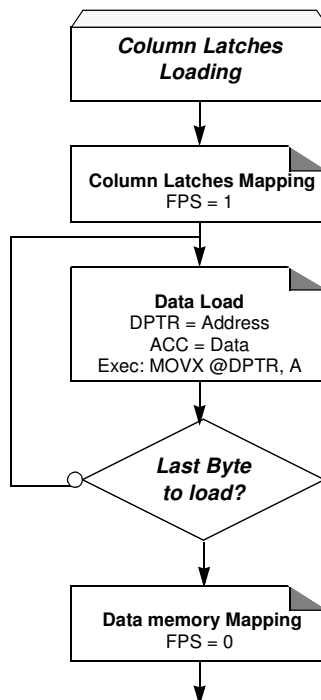 Column Latches
Loading
Column Latches Mapping
FPS = 1
Data Load
DPTR = Address
ACC = Data
Exec: MOVX @DPTR, A
Last Byte
to load?
Data memory Mapping
FPS = 0